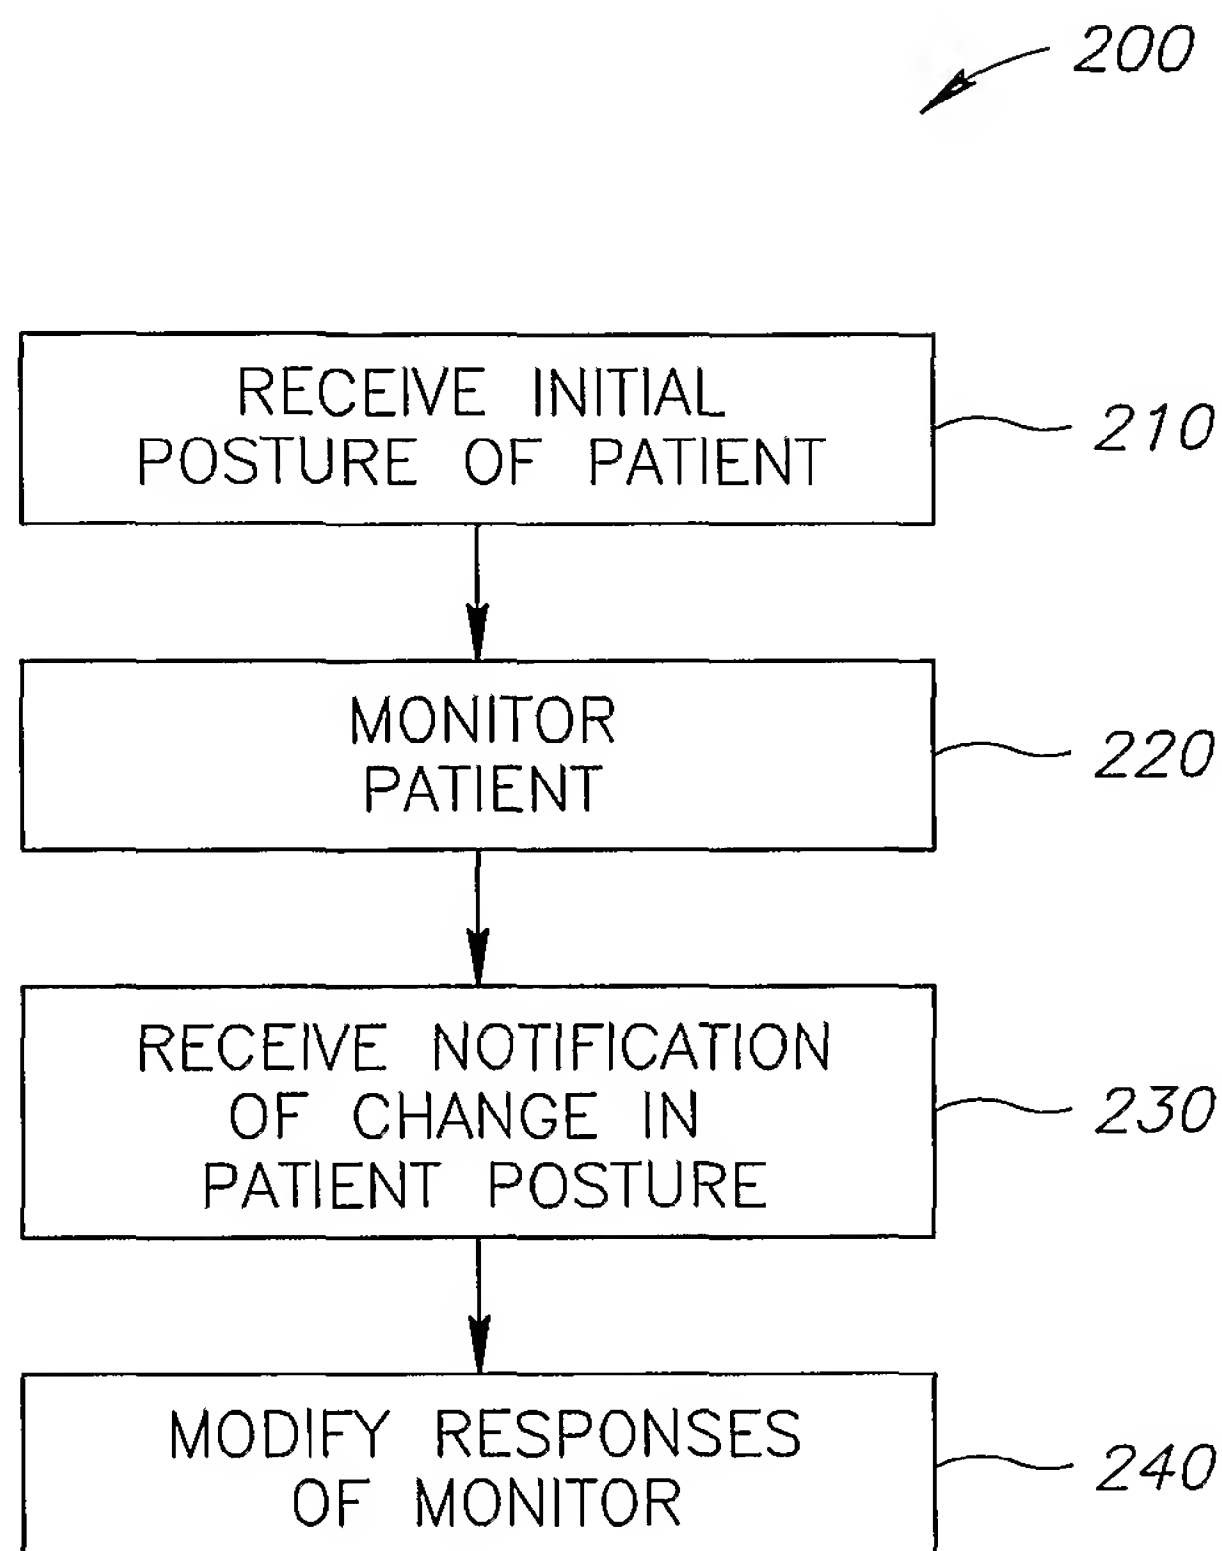 200
RECEIVE INITIAL
POSTURE OF PATIENT
210
MONITOR
PATIENT
220
RECEIVE NOTIFICATION
OF CHANGE IN
PATIENT POSTURE
230
MODIFY RESPONSES
OF MONITOR
240